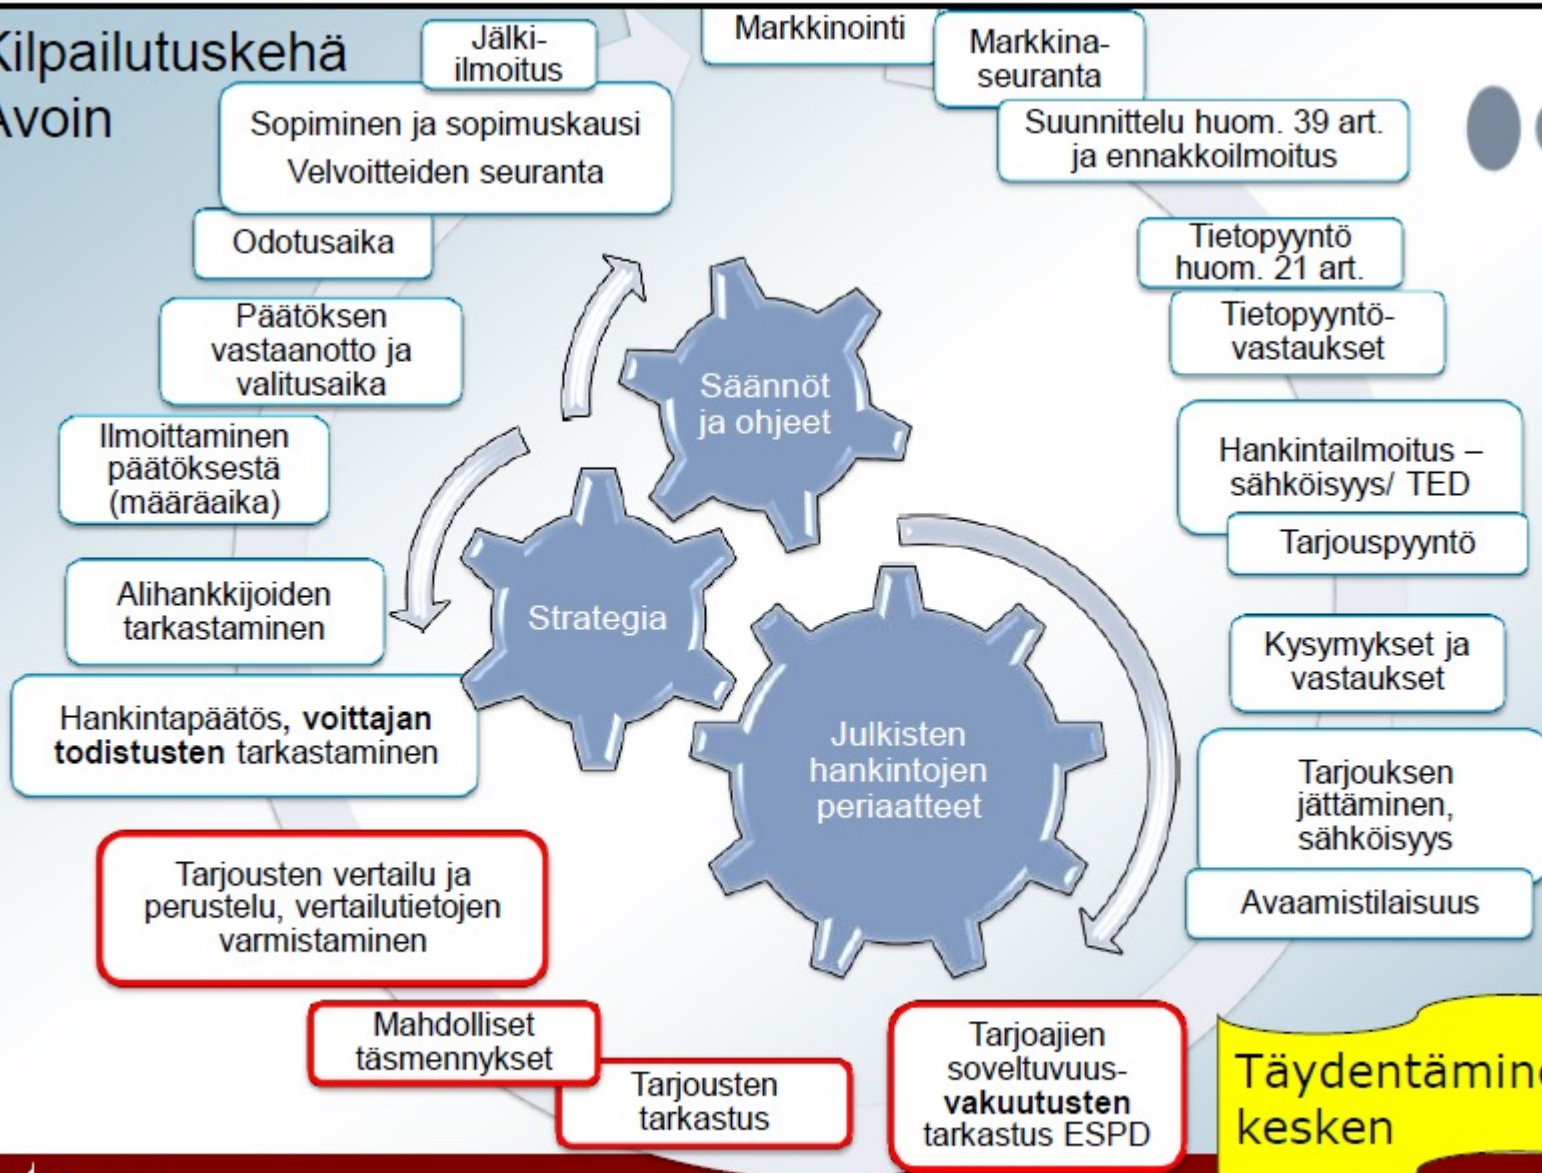 Kilpailutuskehä
Avoin
Markkinointi
Markkina-
seuranta
Suunnittelu huom. 39 art.
ja ennakkoilmoitus
Tietopyyntö
huom. 21 art.
Tietopyyntö-
vastaukset
Hankintailmoitus –
sähköisyys/ TED
Tarjouspyyntö
Kysymykset ja
vastaukset
Tarjouksen
jättäminen,
sähköisyys
Avaamistilaisuus
Tarjoajien
soveltuvuus-
vakuutusten
tarkastus ESPD
Tarjousten
tarkastus
Mahdolliset
täsmennykset
Tarjousten vertailu ja
perustelu, vertailutietojen
varmistaminen
Hankintapäätös, voittajan
todistusten tarkastaminen
Alihankkijoiden
tarkastaminen
Ilmoittaminen
päätöksestä
(määräaika)
Päätöksen
vastaanotto ja
valitusaika
Odotusaika
Sopiminen ja sopimuskausi
Velvoitteiden seuranta
Jälki-
ilmoitus
Säännöt
ja ohjeet
Strategia
Julkisten
hankintojen
periaatteet
Täydentämin
kesken